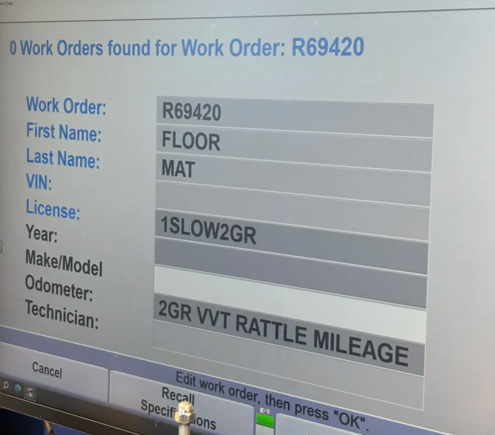 0 Work Orders found for Work Order: R69420
Work Order: R69420
First Name: FLOOR
Last Name: MAT
VIN:
License: 1SLOW2GR
Year:
Make/Model
Odometer: 2GR VVT RATTLE MILEAGE
Technician:
Edit work order, then press "OK".
Cancel
Recall